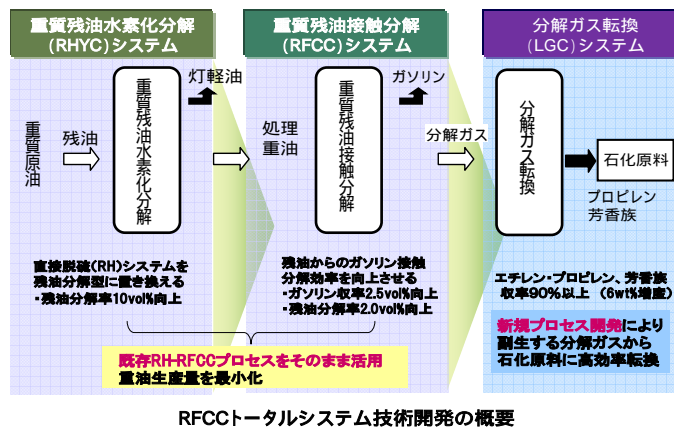 重質残油水素化分解
(RHYC)システム
重質残油接触分解
(RFCC)システム
分解ガス転換
(LGC)システム
重質原油
残油
重質残油水素化分解
灯軽油
処理
重油
重質残油接触分解
ガソリン
分解ガス
分解ガス転換
石化原料
プロピレン
芳香族
直接脱硫(RH)システムを
残油分解型に置き換える
・残油分解率10vol%向上
残油からのガソリン接触
分解効率を向上させる
・ガソリン収率2.5vol%向上
・残油分解率2.0vol%向上
エチレン・プロピレン、芳香族
収率90%以上 (6wt%増産)
既存RH-RFCCプロセスをそのまま活用
重油生産量を最小化
新規プロセス開発により
副生する分解ガスから
石化原料に高効率転換
RFCCトータルシステム技術開発の概要